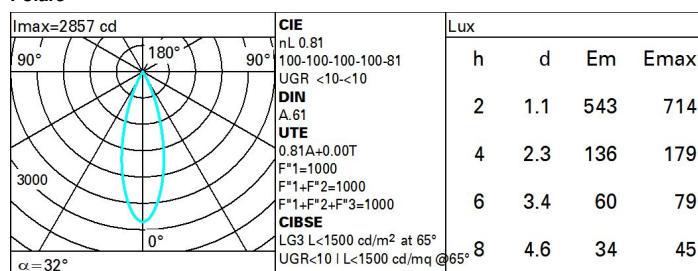 Imax=2857 cd
90° 180° 90°
3000
0°
α=32°
CIE
nL 0.81
100-100-100-100-81
UGR <10-<10
DIN
A.61
UTE
0.81A+0.00T
F"1=1000
F"1+F"2=1000
F"1+F"2+F"3=1000
CIBSE
LG3 L<1500 cd/m² at 65°
UGR<10 | L<1500 cd/mq @65°
Lux
h d Em Emax
2 1.1 543 714
4 2.3 136 179
6 3.4 60 79
8 4.6 34 45